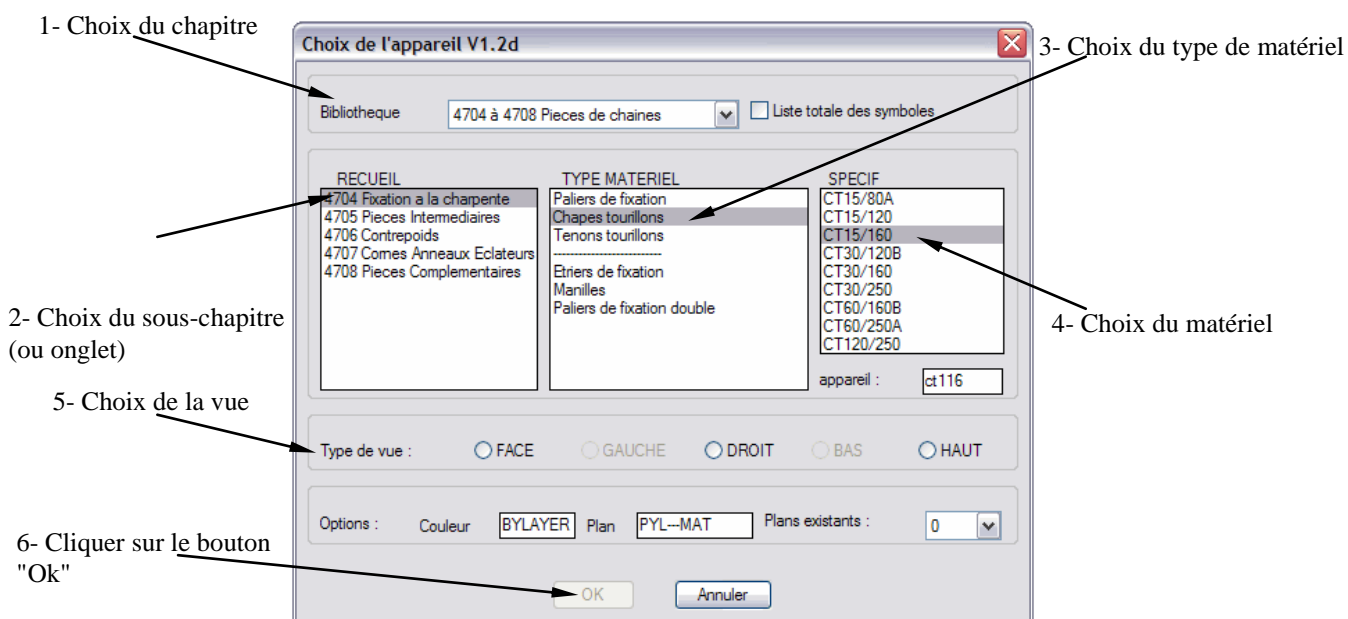 1- Choix du chapitre
Choix de l'appareil V1.2d
3- Choix du type de matériel
Bibliotheque
4704 à 4708 Pieces de chaines
Liste totale des symboles
RECUEIL
4704 Fixation a la charpente
4705 Pieces Intermediaires
4706 Contrepoids
4707 Cornes Anneaux Eclateurs
4708 Pieces Complementaires
TYPE MATERIEL
Paliers de fixation
Chapes tourillons
Tenons tourillons
--------------------------
Etriers de fixation
Manilles
Paliers de fixation double
SPECIF
CT15/80A
CT15/120
CT15/160
CT30/120B
CT30/160
CT30/250
CT60/160B
CT60/250A
CT120/250
appareil :
ct116
2- Choix du sous-chapitre
(ou onglet)
4- Choix du matériel
5- Choix de la vue
Type de vue :
FACE
GAUCHE
DROIT
BAS
HAUT
Options :
Couleur
BYLAYER
Plan
PYL---MAT
Plans existants :
0
6- Cliquer sur le bouton
"Ok"
OK
Annuler